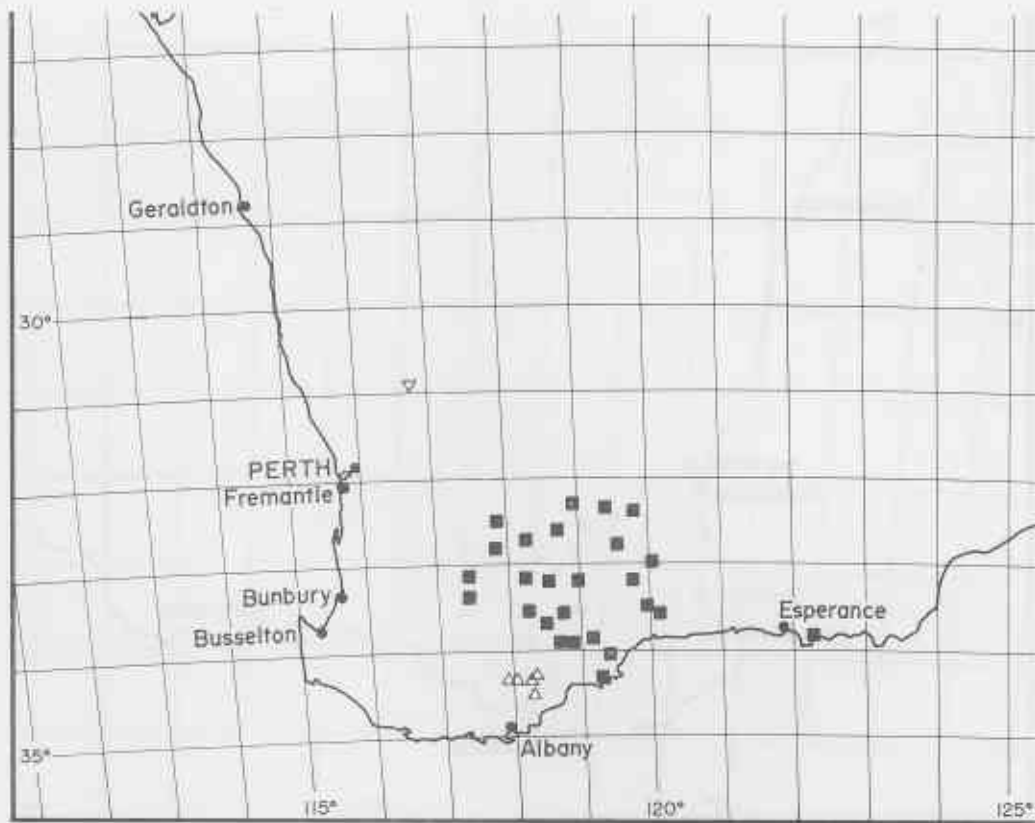 Geraldton
30°
PERTH
Fremantle
Bunbury
Busselton
Esperance
Albany
35°
115°
120°
125°